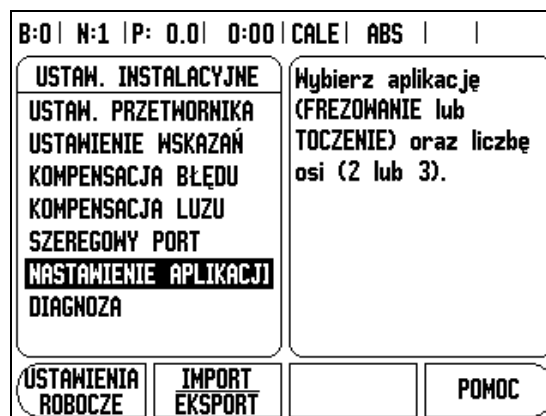 B:0| N:1 |P: 0.0| 0:00|CALE| ABS | |
USTAW. INSTALACYJNE
USTAW. PRZETWORNIKA
USTAWIENIE WSKAZAŃ
KOMPENSACJA BŁĘDU
KOMPENSACJA LUZU
SZEREGOWY PORT
NASTAWIENIE APLIKACJI
DIAGNOZA
Wybierz aplikację
(FREZOWANIE lub
TOCZENIE) oraz liczbę
osi (2 lub 3).
USTAWIENIA
ROBOCZE
IMPORT
EKSPORT
POMOC